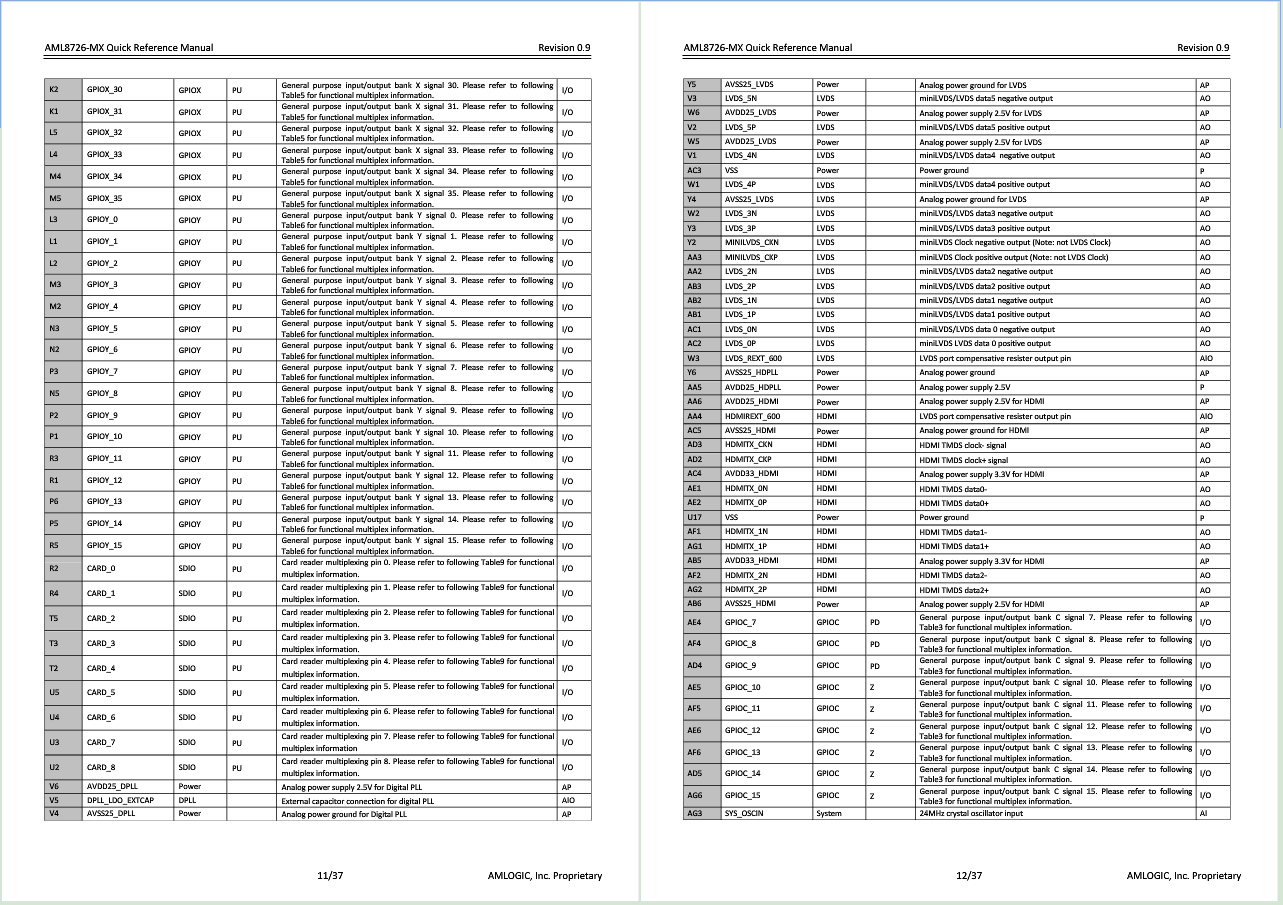 AML8726-MX Quick Reference Manual Revision 0.9
K2 GPIOX_30 GPIOX PU General purpose input/output bank X signal 30. Please refer to following I/O
Table5 for functional multiplex information.
K1 GPIOX_31 GPIOX PU General purpose input/output bank X signal 31. Please refer to following I/O
Table5 for functional multiplex information.
L5 GPIOX_32 GPIOX PU General purpose input/output bank X signal 32. Please refer to following I/O
Table5 for functional multiplex information.
L4 GPIOX_33 GPIOX PU General purpose input/output bank X signal 33. Please refer to following I/O
Table5 for functional multiplex information.
M4 GPIOX_34 GPIOX PU General purpose input/output bank X signal 34. Please refer to following I/O
Table5 for functional multiplex information.
M5 GPIOX_35 GPIOX PU General purpose input/output bank X signal 35. Please refer to following I/O
Table5 for functional multiplex information.
L3 GPIOY_0 GPIOY PU General purpose input/output bank Y signal 0. Please refer to following I/O
Table6 for functional multiplex information.
L1 GPIOY_1 GPIOY PU General purpose input/output bank Y signal 1. Please refer to following I/O
Table6 for functional multiplex information.
L2 GPIOY_2 GPIOY PU General purpose input/output bank Y signal 2. Please refer to following I/O
Table6 for functional multiplex information.
M3 GPIOY_3 GPIOY PU General purpose input/output bank Y signal 3. Please refer to following I/O
Table6 for functional multiplex information.
M2 GPIOY_4 GPIOY PU General purpose input/output bank Y signal 4. Please refer to following I/O
Table6 for functional multiplex information.
N3 GPIOY_5 GPIOY PU General purpose input/output bank Y signal 5. Please refer to following I/O
Table6 for functional multiplex information.
N2 GPIOY_6 GPIOY PU General purpose input/output bank Y signal 6. Please refer to following I/O
Table6 for functional multiplex information.
P3 GPIOY_7 GPIOY PU General purpose input/output bank Y signal 7. Please refer to following I/O
Table6 for functional multiplex information.
N5 GPIOY_8 GPIOY PU General purpose input/output bank Y signal 8. Please refer to following I/O
Table6 for functional multiplex information.
P2 GPIOY_9 GPIOY PU General purpose input/output bank Y signal 9. Please refer to following I/O
Table6 for functional multiplex information.
P1 GPIOY_10 GPIOY PU General purpose input/output bank Y signal 10. Please refer to following I/O
Table6 for functional multiplex information.
R3 GPIOY_11 GPIOY PU General purpose input/output bank Y signal 11. Please refer to following I/O
Table6 for functional multiplex information.
R1 GPIOY_12 GPIOY PU General purpose input/output bank Y signal 12. Please refer to following I/O
Table6 for functional multiplex information.
P6 GPIOY_13 GPIOY PU General purpose input/output bank Y signal 13. Please refer to following I/O
Table6 for functional multiplex information.
P5 GPIOY_14 GPIOY PU General purpose input/output bank Y signal 14. Please refer to following I/O
Table6 for functional multiplex information.
R5 GPIOY_15 GPIOY PU General purpose input/output bank Y signal 15. Please refer to following I/O
Table6 for functional multiplex information.
R2 CARD_0 SDIO PU Card reader multiplexing pin 0. Please refer to following Table9 for functional I/O
multiplex information.
R4 CARD_1 SDIO PU Card reader multiplexing pin 1. Please refer to following Table9 for functional I/O
multiplex information.
T5 CARD_2 SDIO PU Card reader multiplexing pin 2. Please refer to following Table9 for functional I/O
multiplex information.
T3 CARD_3 SDIO PU Card reader multiplexing pin 3. Please refer to following Table9 for functional I/O
multiplex information.
T2 CARD_4 SDIO PU Card reader multiplexing pin 4. Please refer to following Table9 for functional I/O
multiplex information.
U5 CARD_5 SDIO PU Card reader multiplexing pin 5. Please refer to following Table9 for functional I/O
multiplex information.
U4 CARD_6 SDIO PU Card reader multiplexing pin 6. Please refer to following Table9 for functional I/O
multiplex information.
U3 CARD_7 SDIO PU Card reader multiplexing pin 7. Please refer to following Table9 for functional I/O
multiplex information
U2 CARD_8 SDIO PU Card reader multiplexing pin 8. Please refer to following Table9 for functional I/O
multiplex information.
V6 AVDD25_DPLL Power Analog power supply 2.5V for Digital PLL AP
V5 DPLL_LDO_EXTCAP DPLL External capacitor connection for digital PLL AIO
V4 AVSS25_DPLL Power Analog power ground for Digital PLL AP
11/37 AMLOGIC, Inc. Proprietary
AML8726-MX Quick Reference Manual Revision 0.9
Y5 AVSS25_LVDS Power Analog power ground for LVDS AP
V3 LVDS_5N LVDS miniLVDS/LVDS data5 negative output AO
W6 AVDD25_LVDS Power Analog power supply 2.5V for LVDS AP
V2 LVDS_5P LVDS miniLVDS/LVDS data5 positive output AO
W5 AVDD25_LVDS Power Analog power supply 2.5V for LVDS AP
V1 LVDS_4N LVDS miniLVDS/LVDS data4 negative output AO
AC3 VSS Power Power ground P
W1 LVDS_4P LVDS miniLVDS/LVDS data4 positive output AO
Y4 AVSS25_LVDS Power Analog power ground for LVDS AP
W2 LVDS_3N LVDS miniLVDS/LVDS data3 negative output AO
Y3 LVDS_3P LVDS miniLVDS/LVDS data3 positive output AO
Y2 MINILVDS_CKN LVDS miniLVDS Clock negative output (Note: not LVDS Clock) AO
AA3 MINILVDS_CKP LVDS miniLVDS Clock positive output (Note: not LVDS Clock) AO
AA2 LVDS_2N LVDS miniLVDS/LVDS data2 negative output AO
AB3 LVDS_2P LVDS miniLVDS/LVDS data2 positive output AO
AB2 LVDS_1N LVDS miniLVDS/LVDS data1 negative output AO
AB1 LVDS_1P LVDS miniLVDS/LVDS data1 positive output AO
AC1 LVDS_0N LVDS miniLVDS/LVDS data 0 negative output AO
AC2 LVDS_0P LVDS miniLVDS LVDS data 0 positive output AO
W3 LVDS_REXT_600 LVDS LVDS port compensative resister output pin AIO
Y6 AVSS25_HDPLL Power Analog power ground AP
AA5 AVDD25_HDPLL Power Analog power supply 2.5V P
AA6 AVDD25_HDMI Power Analog power supply 2.5V for HDMI AP
AA4 HDMIREXT_600 HDMI LVDS port compensative resister output pin AIO
AC5 AVSS25_HDMI Power Analog power ground for HDMI AP
AD3 HDMITX_CKN HDMI HDMI TMDS clock- signal AO
AD2 HDMITX_CKP HDMI HDMI TMDS clock+ signal AO
AC4 AVDD33_HDMI Power Analog power supply 3.3V for HDMI AP
AE1 HDMITX_0N HDMI HDMI TMDS data0- AO
AE2 HDMITX_0P HDMI HDMI TMDS data0+ AO
U17 VSS Power Power ground P
AF1 HDMITX_1N HDMI HDMI TMDS data1- AO
AG1 HDMITX_1P HDMI HDMI TMDS data1+ AO
AB5 AVDD33_HDMI Power Analog power supply 3.3V for HDMI AP
AF2 HDMITX_2N HDMI HDMI TMDS data2- AO
AG2 HDMITX_2P HDMI HDMI TMDS data2+ AO
AB6 AVSS25_HDMI Power Analog power supply 2.5V for HDMI AP
AE4 GPIOC_7 GPIOC PD General purpose input/output bank C signal 7. Please refer to following I/O
Table3 for functional multiplex information.
AF4 GPIOC_8 GPIOC PD General purpose input/output bank C signal 8. Please refer to following I/O
Table3 for functional multiplex information.
AD4 GPIOC_9 GPIOC PD General purpose input/output bank C signal 9. Please refer to following I/O
Table3 for functional multiplex information.
AE5 GPIOC_10 GPIOC Z General purpose input/output bank C signal 10. Please refer to following I/O
Table3 for functional multiplex information.
AF5 GPIOC_11 GPIOC Z General purpose input/output bank C signal 11. Please refer to following I/O
Table3 for functional multiplex information.
AE6 GPIOC_12 GPIOC Z General purpose input/output bank C signal 12. Please refer to following I/O
Table3 for functional multiplex information.
AF6 GPIOC_13 GPIOC Z General purpose input/output bank C signal 13. Please refer to following I/O
Table3 for functional multiplex information.
AD5 GPIOC_14 GPIOC Z General purpose input/output bank C signal 14. Please refer to following I/O
Table3 for functional multiplex information.
AG6 GPIOC_15 GPIOC Z General purpose input/output bank C signal 15. Please refer to following I/O
Table3 for functional multiplex information.
AG3 SYS_OSCIN System 24MHz crystal oscillator input AI
12/37 AMLOGIC, Inc. Proprietary